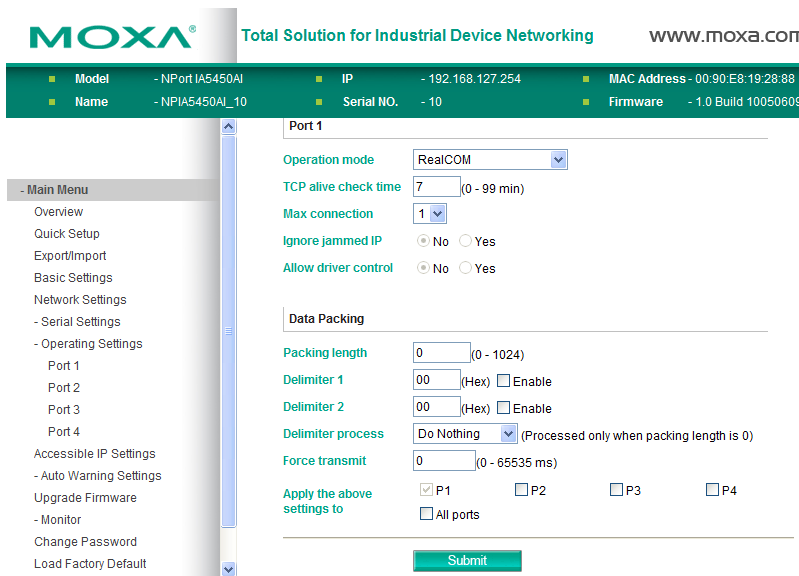 MOXA®
Total Solution for Industrial Device Networking
www.moxa.com
Model - NPort IA5450AI
IP - 192.168.127.254
MAC Address - 00:90:E8:19:28:88
Name - NPIA5450AI_10
Serial NO. - 10
Firmware - 1.0 Build 10050609
- Main Menu
Overview
Quick Setup
Export/Import
Basic Settings
Network Settings
- Serial Settings
- Operating Settings
Port 1
Port 2
Port 3
Port 4
Accessible IP Settings
- Auto Warning Settings
Upgrade Firmware
- Monitor
Change Password
Load Factory Default
Port 1
Operation mode RealCOM
TCP alive check time 7 (0 - 99 min)
Max connection 1
Ignore jammed IP No Yes
Allow driver control No Yes
Data Packing
Packing length 0 (0 - 1024)
Delimiter 1 00 (Hex) Enable
Delimiter 2 00 (Hex) Enable
Delimiter process Do Nothing (Processed only when packing length is 0)
Force transmit 0 (0 - 65535 ms)
Apply the above settings to P1 P2 P3 P4
All ports
Submit